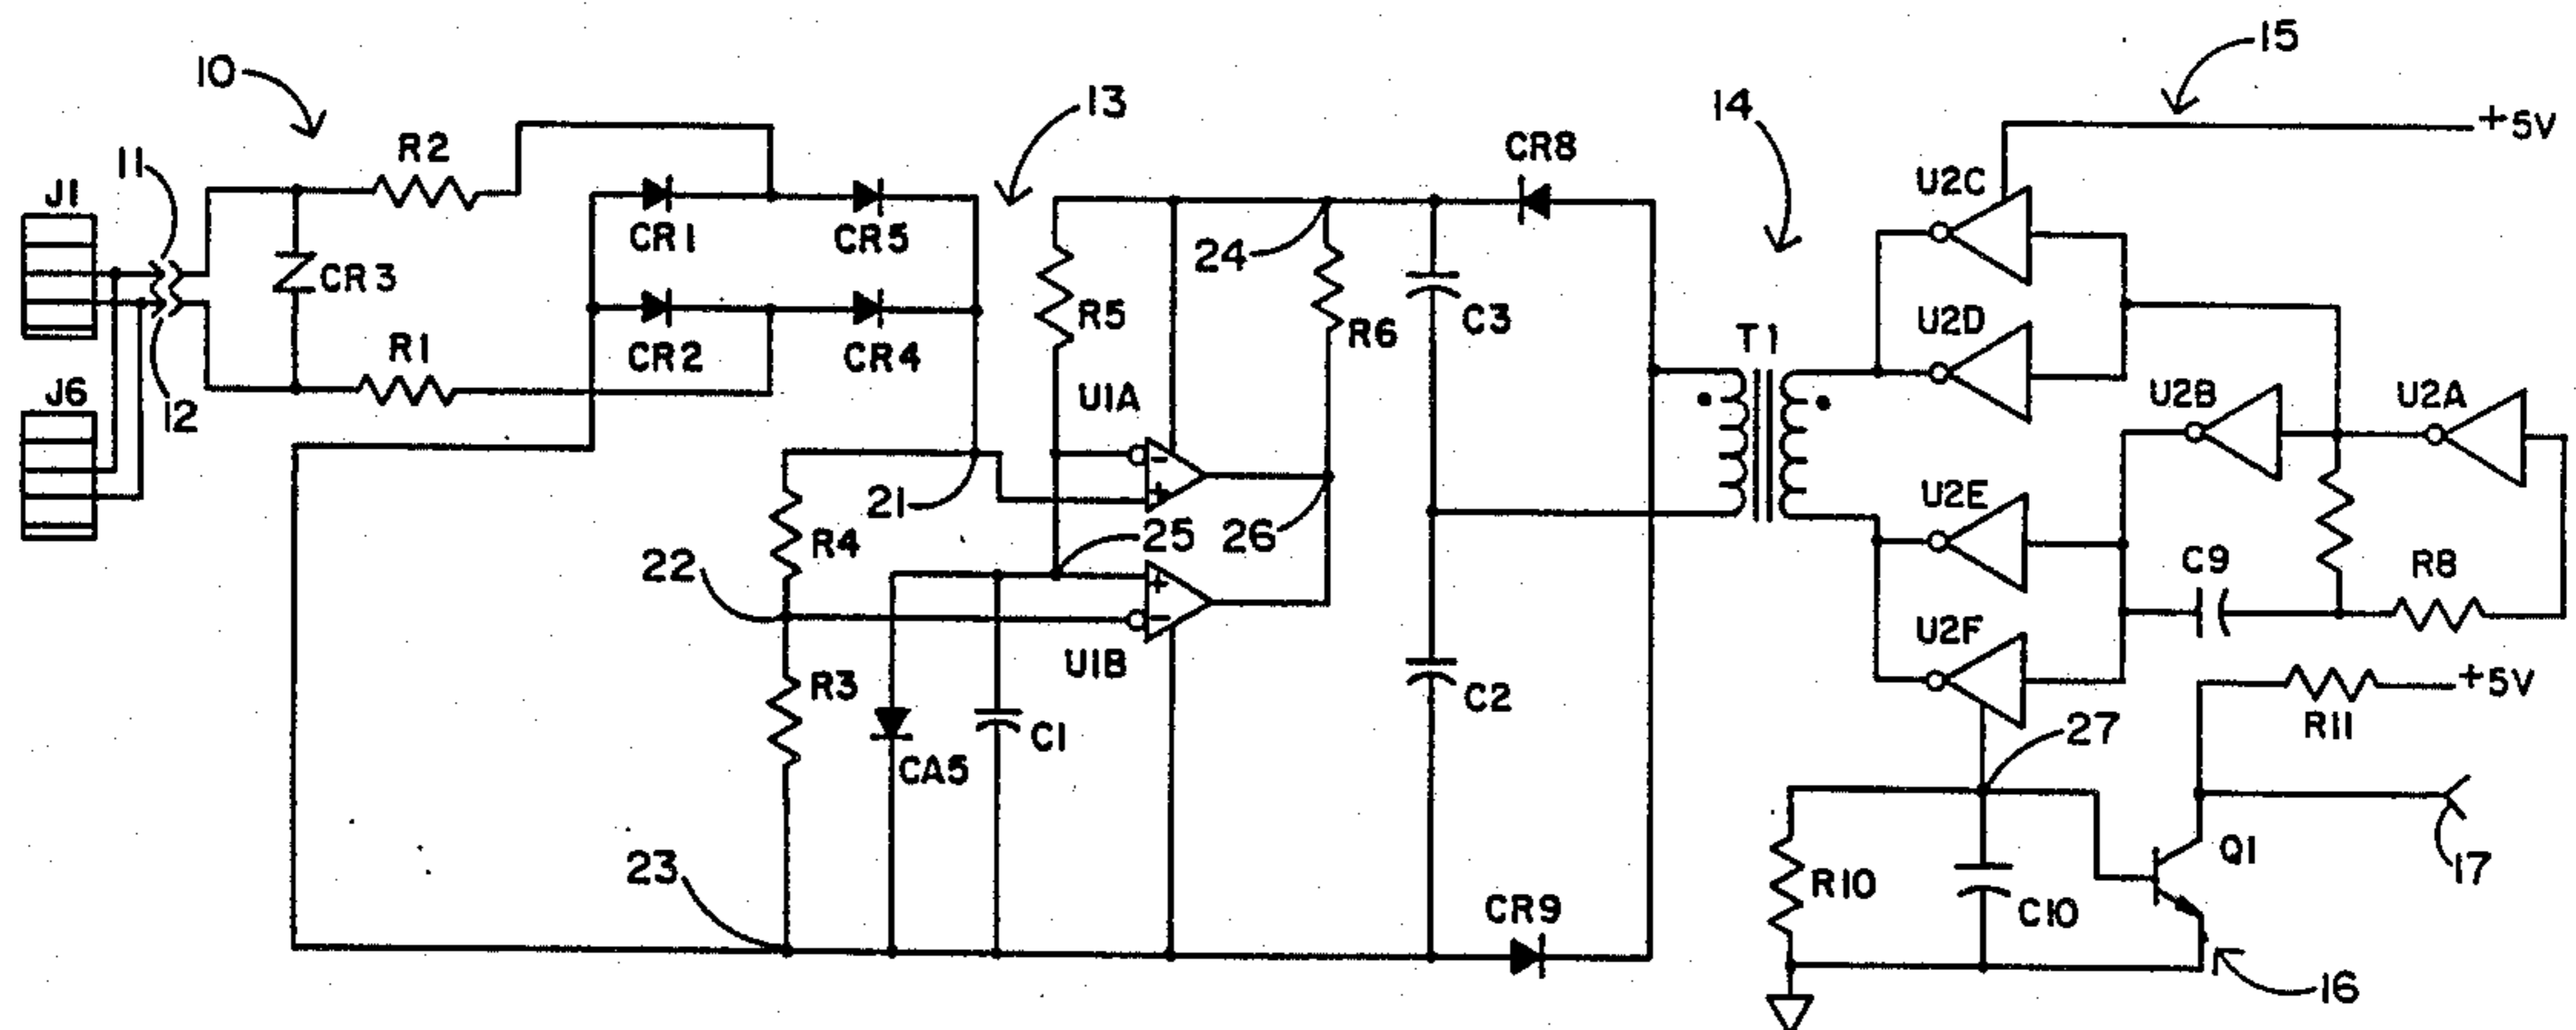 15
10
13
14
+5V
CR8
R2
11
U2C
J1
CR1
CR5
24
CR3
R5
C3
U2D
R6
T1
CR2
CR4
R1
J6
12
U1A
U2B
U2A
-
+
21
U2E
R4
25
26
22
C9
R8
+
-
U1B
U2F
R3
C2
+5V
C1
R11
27
CA5
Q1
23
17
R10
C10
CR9
16